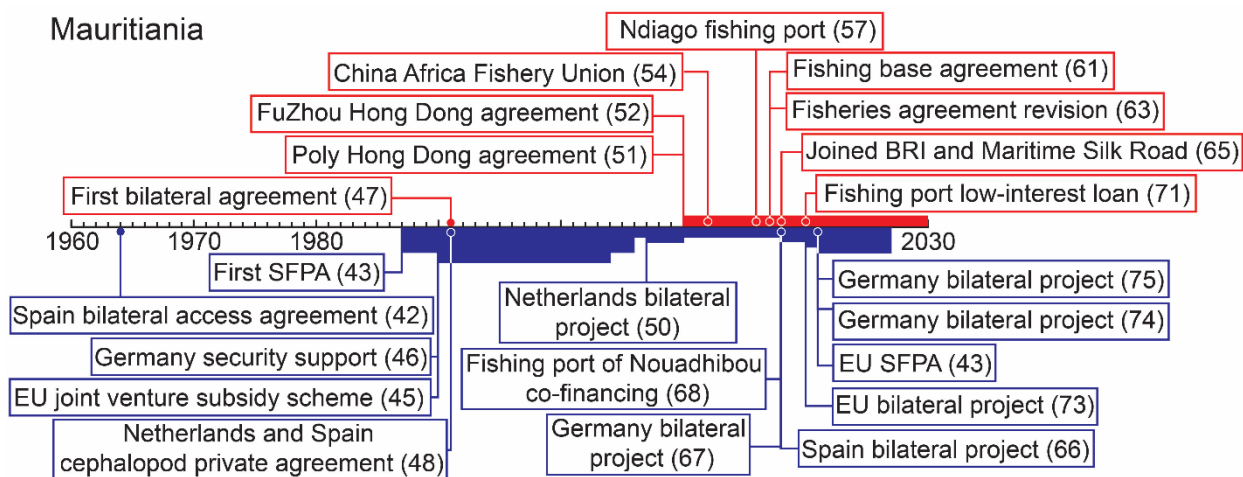 Mauritiania
Ndiago fishing port (57)
China Africa Fishery Union (54)
Fishing base agreement (61)
FuZhou Hong Dong agreement (52)
Fisheries agreement revision (63)
Poly Hong Dong agreement (51)
Joined BRI and Maritime Silk Road (65)
First bilateral agreement (47)
Fishing port low-interest loan (71)
1960 1970 1980 2030
First SFPA (43)
Germany bilateral project (75)
Netherlands bilateral
project (50)
Spain bilateral access agreement (42)
Germany bilateral project (74)
Germany security support (46)
Fishing port of Nouadhibou
co-financing (68)
EU SFPA (43)
EU joint venture subsidy scheme (45)
EU bilateral project (73)
Netherlands and Spain
cephalopod private agreement (48)
Germany bilateral
project (67)
Spain bilateral project (66)